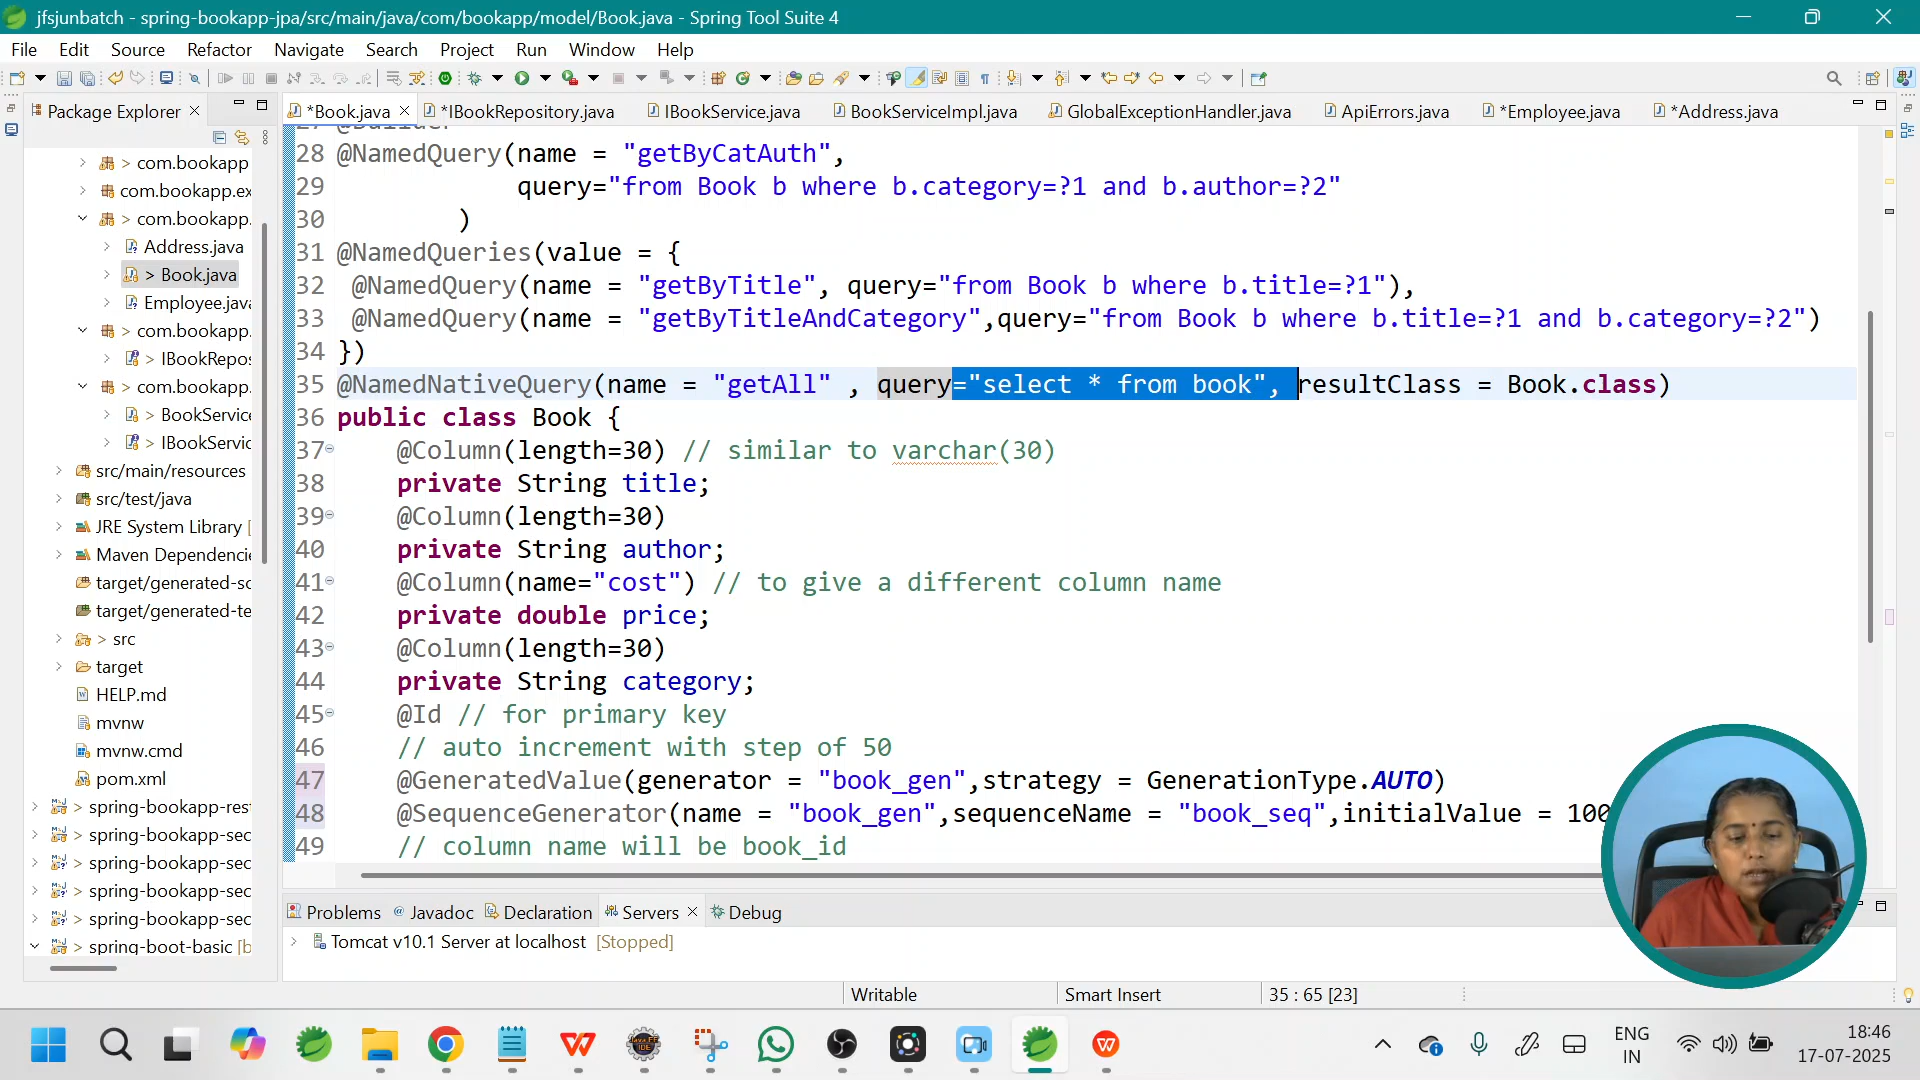 jfsjunbatch - spring-bookapp-jpa/src/main/java/com/bookapp/model/Book.java - Spring Tool Suite 4
File Edit Source Refactor Navigate Search Project Run Window Help
Package Explorer
*Book.java *IBookRepository.java IBookService.java BookServiceImpl.java GlobalExceptionHandler.java ApiErrors.java *Employee.java *Address.java
> com.bookapp
com.bookapp.ex
> com.bookapp.
Address.java
> Book.java
Employee.java
> com.bookapp.
> IBookRepos
> com.bookapp.
> BookService
> IBookServic
src/main/resources
src/test/java
JRE System Library [
Maven Dependencie
target/generated-so
target/generated-te
> src
target
HELP.md
mvnw
mvnw.cmd
pom.xml
> spring-bookapp-rest
> spring-bookapp-sec
> spring-bookapp-sec
> spring-bookapp-sec
> spring-bookapp-sec
> spring-boot-basic [b
27 @Builder
28 @NamedQuery(name = "getByCatAuth",
29 query="from Book b where b.category=?1 and b.author=?2"
30 )
31 @NamedQueries(value = {
32 @NamedQuery(name = "getByTitle", query="from Book b where b.title=?1"),
33 @NamedQuery(name = "getByTitleAndCategory",query="from Book b where b.title=?1 and b.category=?2")
34 })
35 @NamedNativeQuery(name = "getAll" , query="select * from book", resultClass = Book.class)
36 public class Book {
37 @Column(length=30) // similar to varchar(30)
38 private String title;
39 @Column(length=30)
40 private String author;
41 @Column(name="cost") // to give a different column name
42 private double price;
43 @Column(length=30)
44 private String category;
45 @Id // for primary key
46 // auto increment with step of 50
47 @GeneratedValue(generator = "book_gen",strategy = GenerationType.AUTO)
48 @SequenceGenerator(name = "book_gen",sequenceName = "book_seq",initialValue = 100
49 // column name will be book_id
Problems Javadoc Declaration Servers Debug
Tomcat v10.1 Server at localhost [Stopped]
Writable Smart Insert 35 : 65 [23]
ENG
IN
18:46
17-07-2025